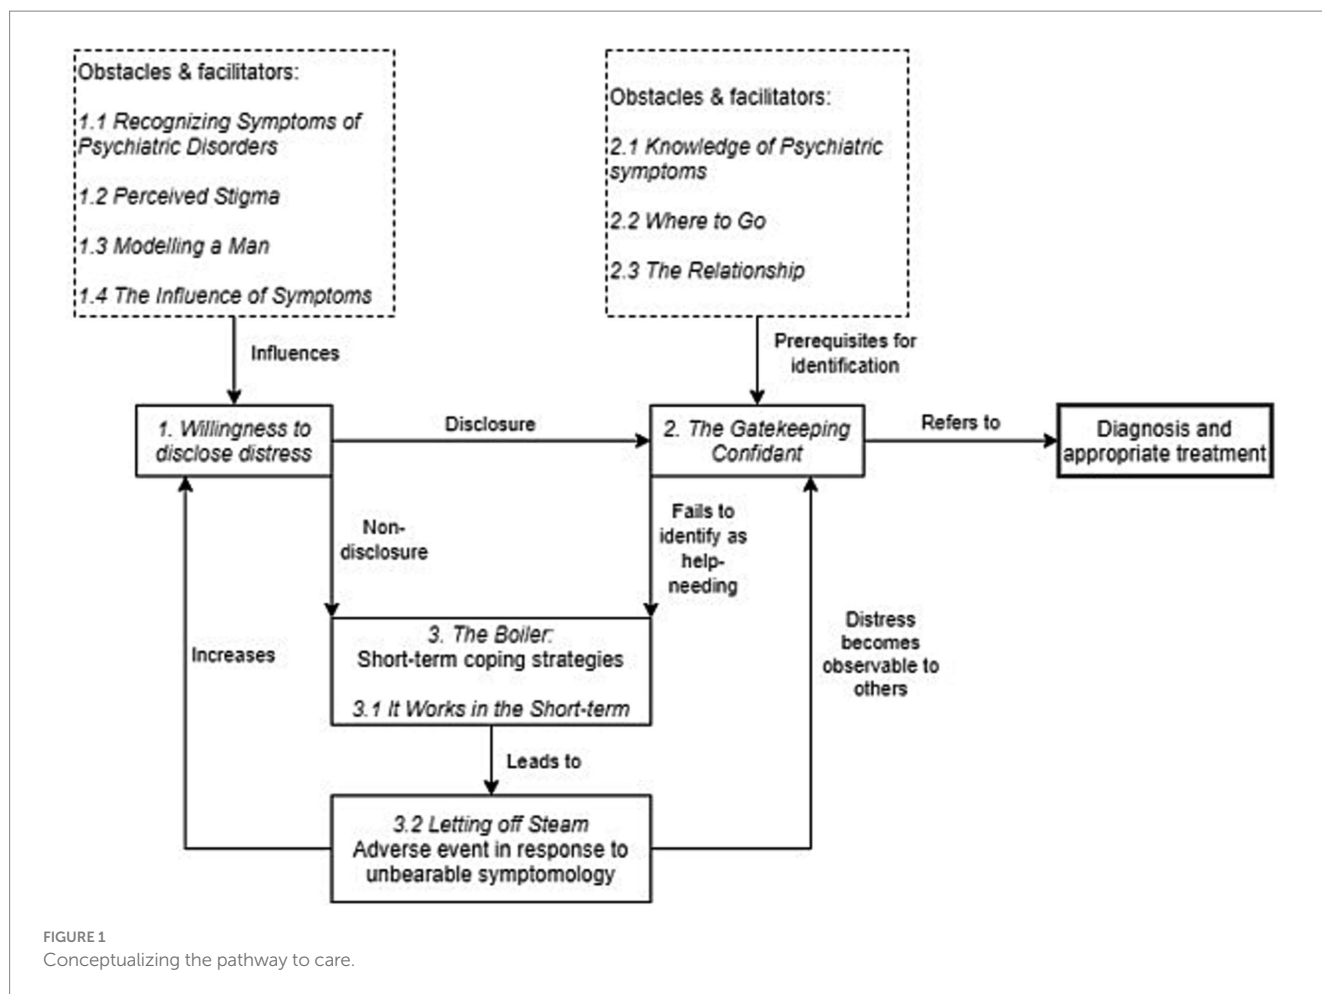 Obstacles & facilitators:
1.1 Recognizing Symptoms of
Psychiatric Disorders
1.2 Perceived Stigma
1.3 Modelling a Man
1.4 The Influence of Symptoms
Obstacles & facilitators:
2.1 Knowledge of Psychiatric
symptoms
2.2 Where to Go
2.3 The Relationship
Influences
Prerequisites for
identification
1. Willingness to
disclose distress
Disclosure
2. The Gatekeeping
Confidant
Refers to
Diagnosis and
appropriate treatment
Non-
disclosure
Fails to
identify as
help-
needing
Increases
3. The Boiler:
Short-term coping strategies
3.1 It Works in the Short-term
Distress
becomes
observable to
others
Leads to
3.2 Letting off Steam
Adverse event in response to
unbearable symptomology
FIGURE 1
Conceptualizing the pathway to care.